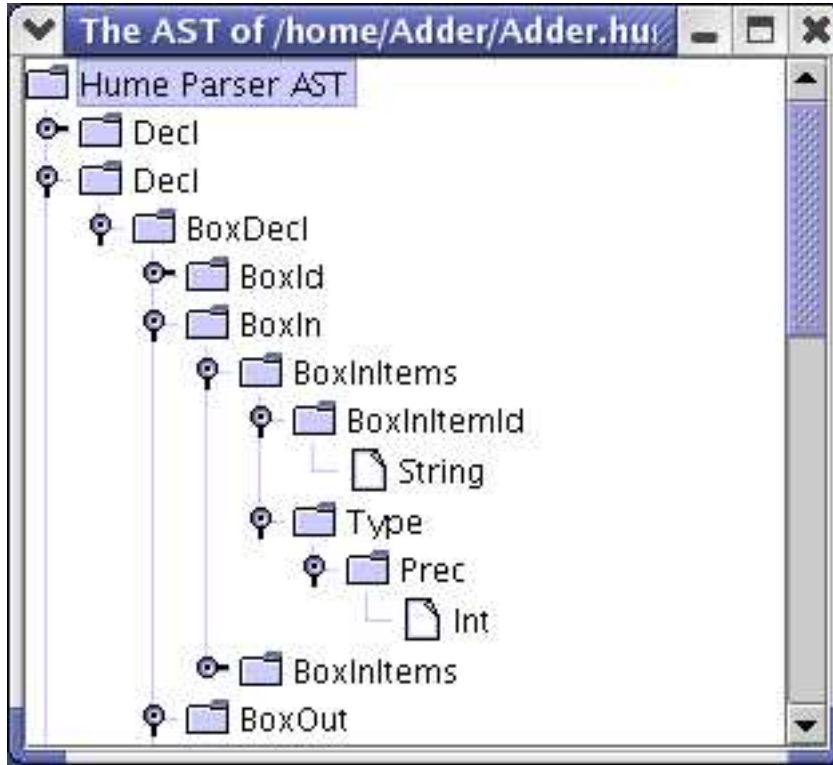 The AST of /home/Adder/Adder.hu
Hume Parser AST
Decl
Decl
BoxDecl
BoxId
BoxIn
BoxInItems
BoxInItemId
String
Type
Prec
Int
BoxInItems
BoxOut